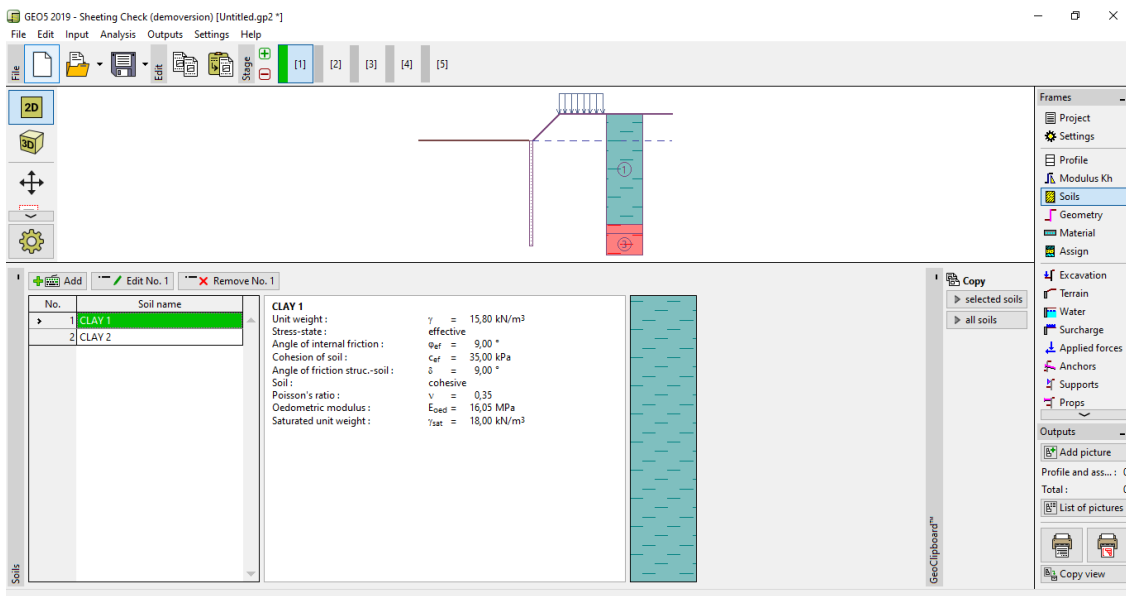 GEO5 2019 - Sheeting Check (demoversion) [Untitled.gp2 *]
File Edit Input Analysis Outputs Settings Help
File
Edit
Stage
[1] [2] [3] [4] [5]
2D
3D
1
3
Frames
Project
Settings
Profile
Modulus Kh
Soils
Geometry
Material
Assign
Excavation
Terrain
Water
Surcharge
Applied forces
Anchors
Supports
Props
Outputs
Add picture
Profile and ass... : 0
Total : 0
List of pictures
Copy view
Add Edit No. 1 Remove No. 1
No. Soil name
1 CLAY 1
2 CLAY 2
CLAY 1
Unit weight : γ = 15,80 kN/m³
Stress-state : effective
Angle of internal friction : φef = 9,00 °
Cohesion of soil : cef = 35,00 kPa
Angle of friction struc.-soil : δ = 9,00 °
Soil : cohesive
Poisson's ratio : ν = 0,35
Oedometric modulus : Eoed = 16,05 MPa
Saturated unit weight : γsat = 18,00 kN/m³
Copy
selected soils
all soils
GeoClipboard™
Soils